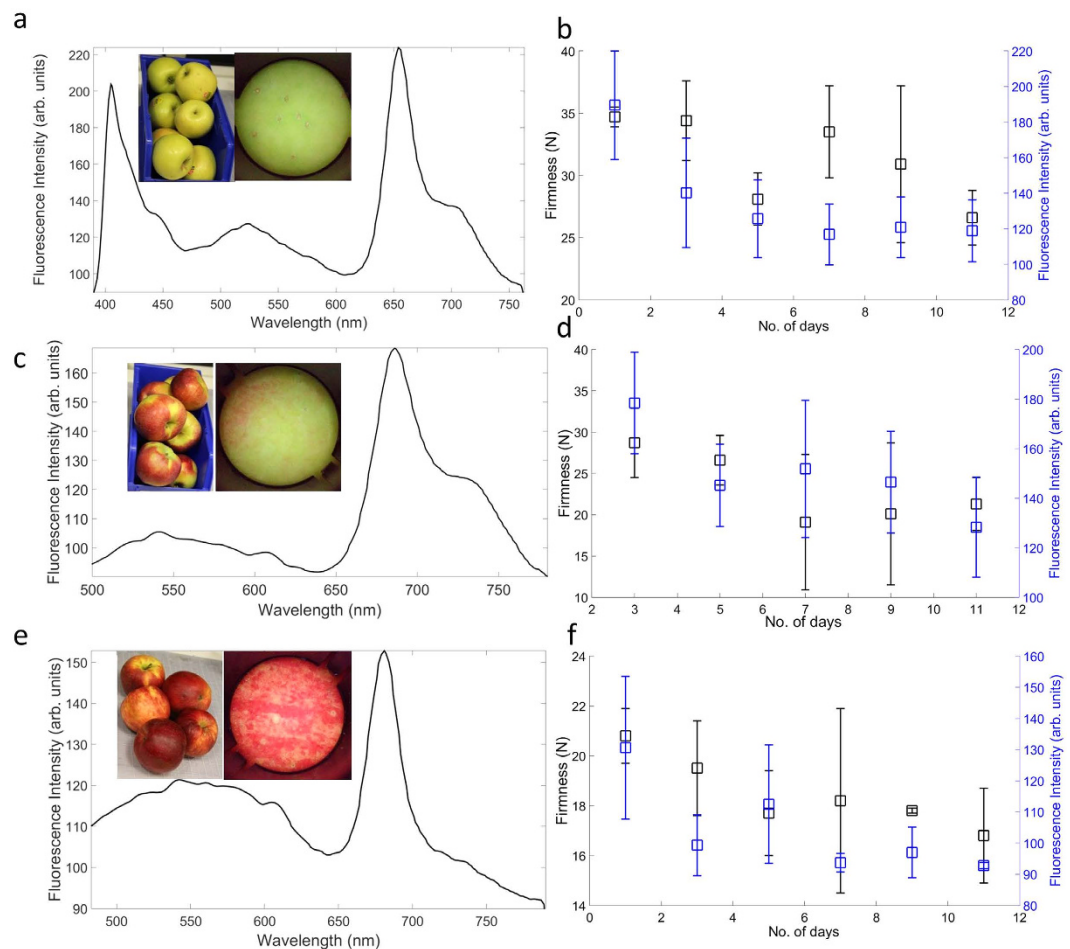 a
Fluorescence Intensity (arb. units)
220
200
180
160
140
120
100
400 450 500 550 600 650 700 750
Wavelength (nm)
b
Firmness (N)
40
35
30
25
20
0 2 4 6 8 10 12
No. of days
Fluorescence Intensity (arb. units)
220
200
180
160
140
120
100
80
c
Fluorescence Intensity (arb. units)
160
140
120
100
500 550 600 650 700 750
Wavelength (nm)
d
Firmness (N)
40
35
30
25
20
15
10
2 3 4 5 6 7 8 9 10 11 12
No. of days
Fluorescence Intensity (arb. units)
200
180
160
140
120
100
e
Fluorescence Intensity (arb. units)
150
140
130
120
110
100
90
500 550 600 650 700 750
Wavelength (nm)
f
Firmness (N)
24
22
20
18
16
14
0 1 2 3 4 5 6 7 8 9 10 11 12
No. of days
Fluorescence Intensity (arb. units)
160
150
140
130
120
110
100
90
80